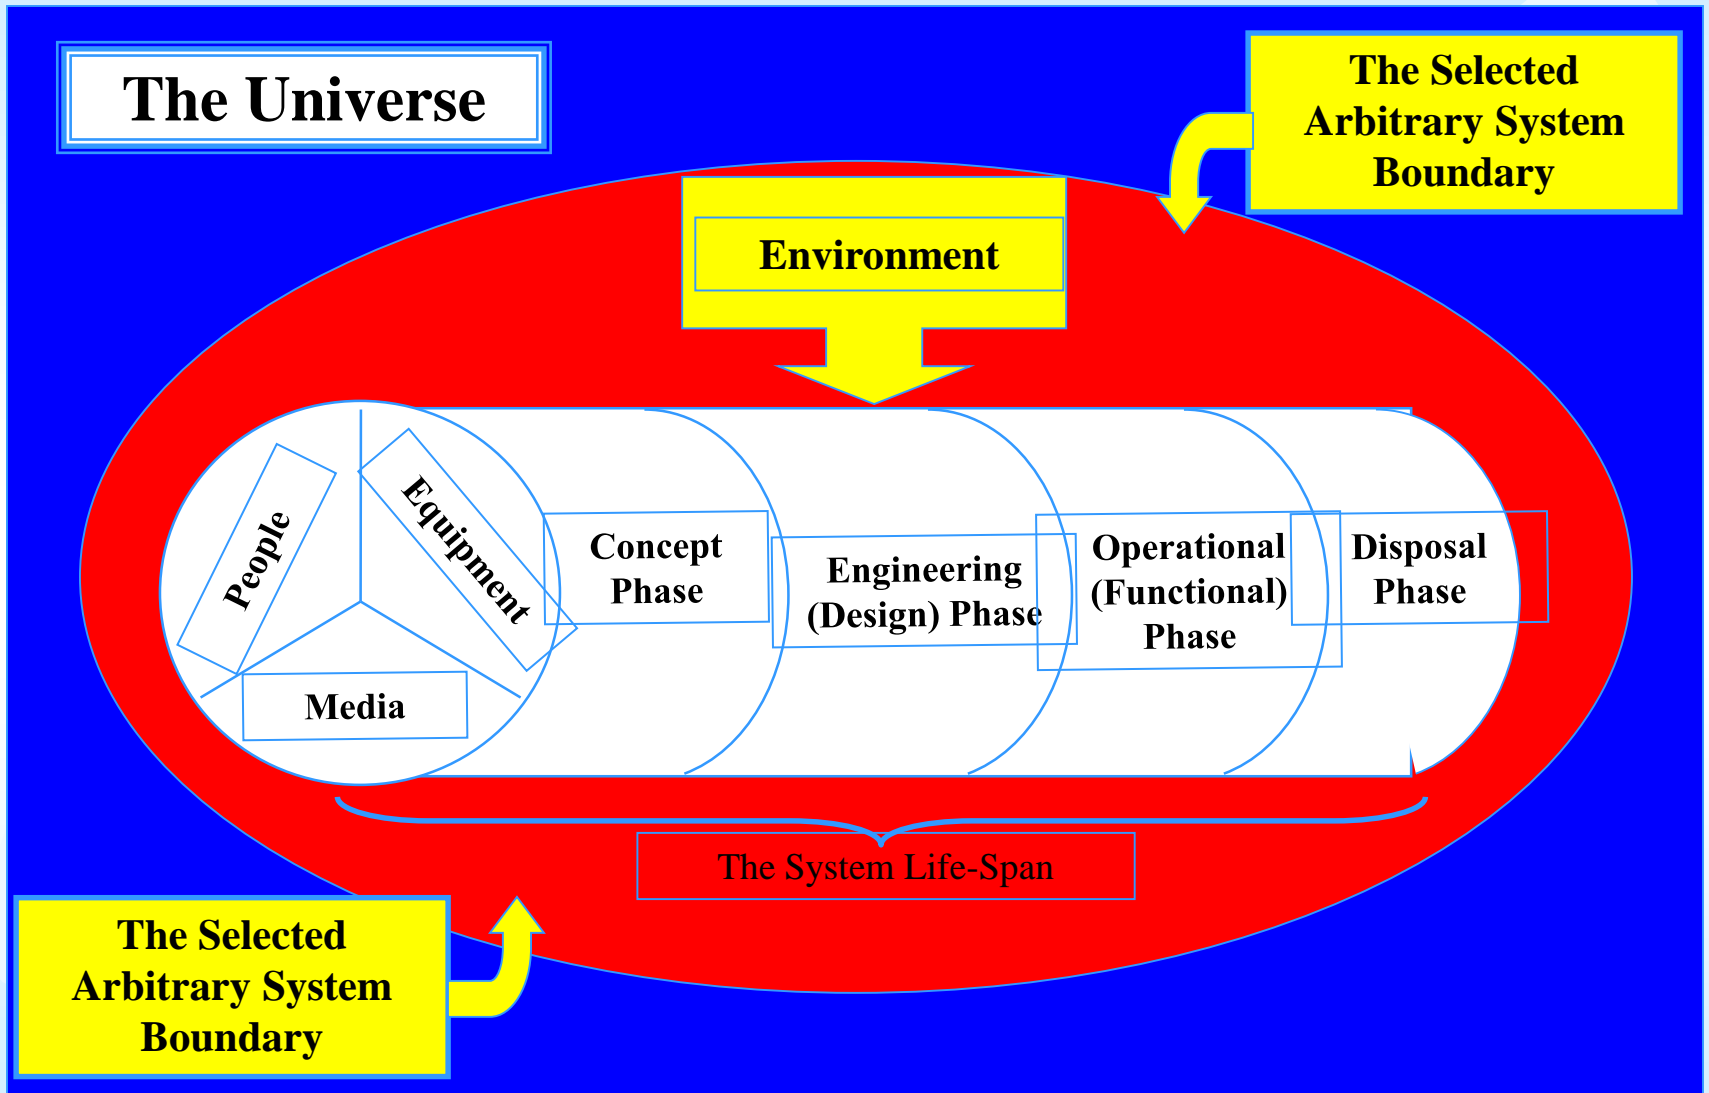 The Universe
The Selected
Arbitrary System
Boundary
Environment
People
Equipment
Media
Concept
Phase
Engineering
(Design) Phase
Operational
(Functional)
Phase
Disposal
Phase
The System Life-Span
The Selected
Arbitrary System
Boundary